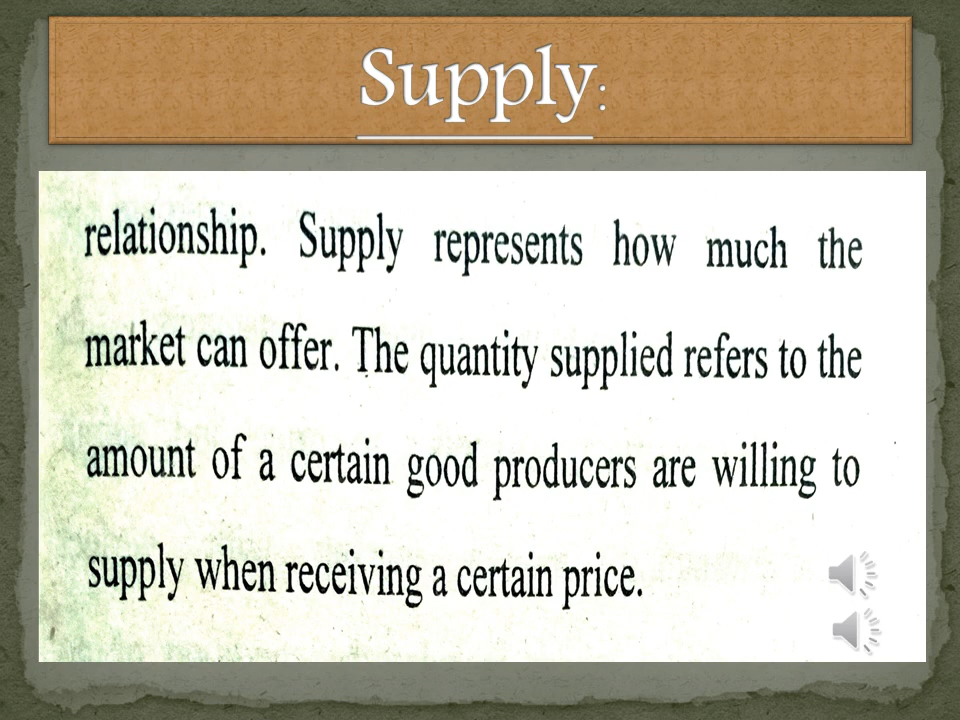 Supply:
relationship. Supply represents how much the
market can offer. The quantity supplied refers to the
amount of a certain good producers are willing to
supply when receiving a certain price.